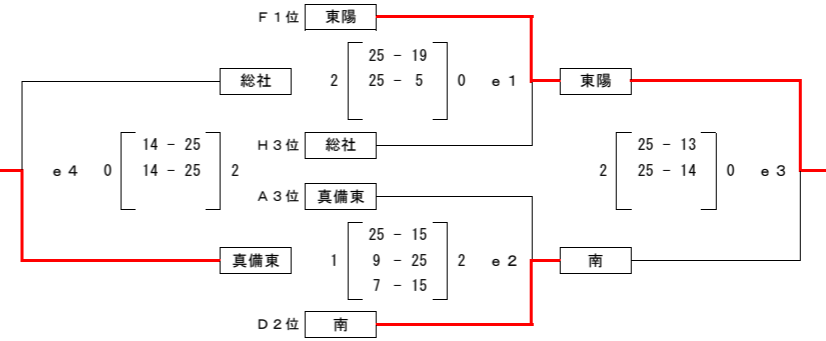 F1位 東陽
25 - 19
総社 2 25 - 5 0 e1 東陽
14 - 25 H3位 総社 25 - 13
e4 0 14 - 25 2 2 25 - 14 0 e3
A3位 真備東
25 - 15
真備東 1 9 - 25 2 e2 南
7 - 15
D2位 南